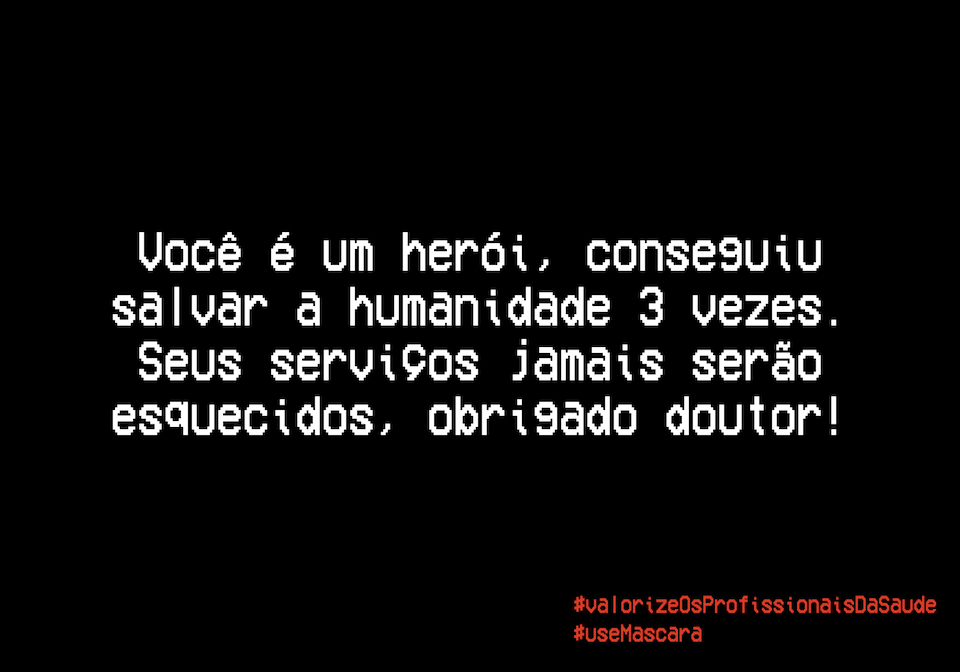 Você é um herói, conseguiu
salvar a humanidade 3 vezes.
Seus serviços jamais serão
esquecidos, obrigado doutor!
#valorizeOsProfissionaisDaSaude
#useMascara